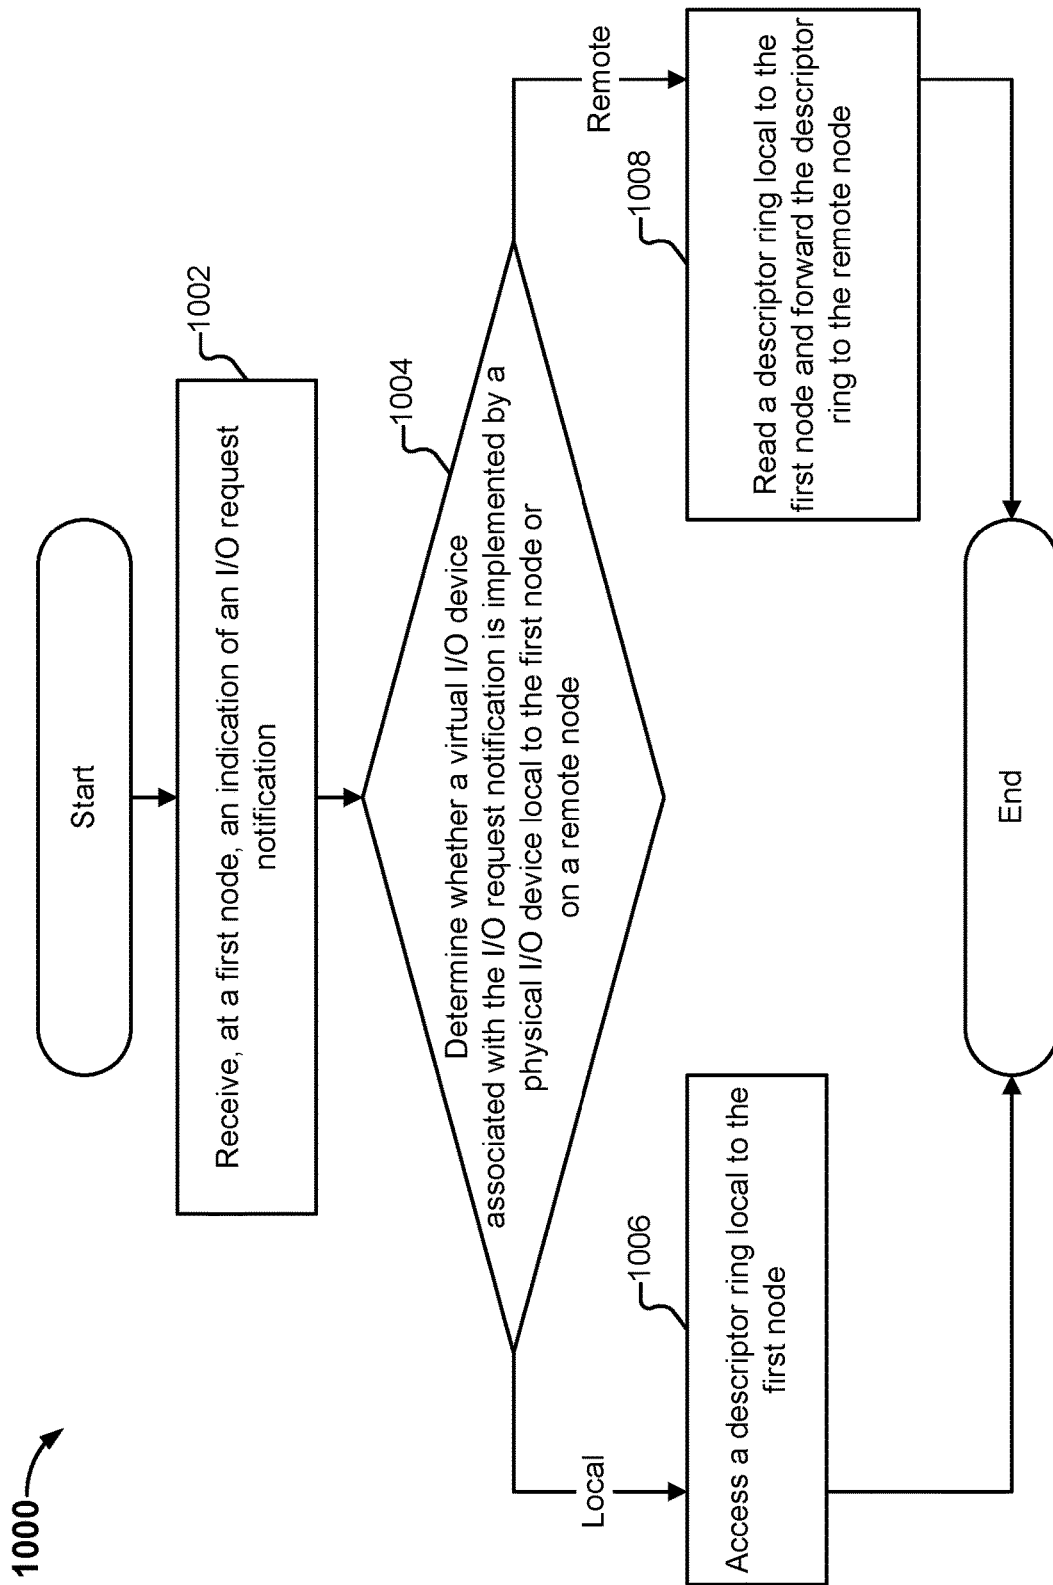 1000
Start
1002
Receive, at a first node, an indication of an I/O request
notification
1004
Determine whether a virtual I/O device
associated with the I/O request notification is implemented by a
physical I/O device local to the first node or
on a remote node
Local
Remote
1006
Access a descriptor ring local to the
first node
1008
Read a descriptor ring local to the
first node and forward the descriptor
ring to the remote node
End